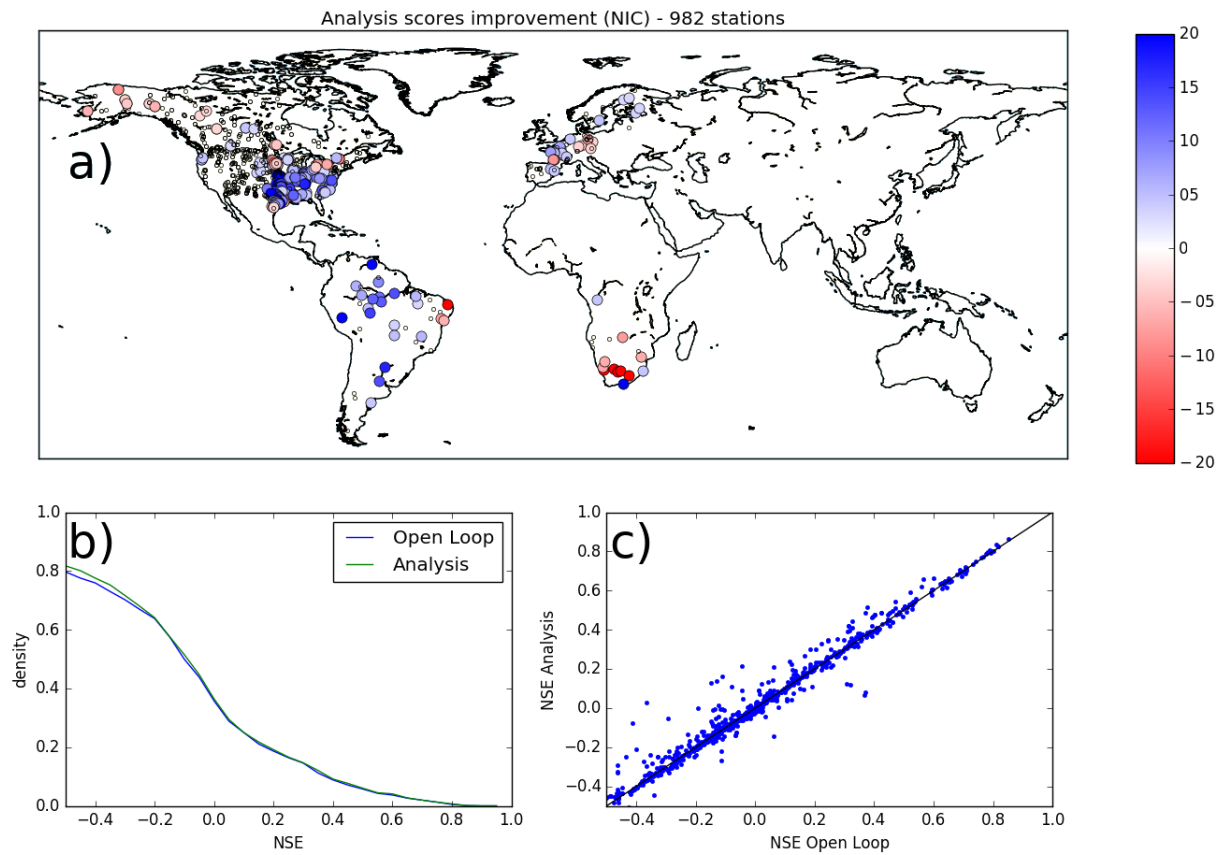 Analysis scores improvement (NIC) - 982 stations
a)
20
15
10
05
0
−05
−10
−15
−20
b)
Open Loop
Analysis
1.0
0.8
0.6
0.4
0.2
0.0
density
−0.4 −0.2 0.0 0.2 0.4 0.6 0.8 1.0
NSE
c)
1.0
0.8
0.6
0.4
0.2
0.0
−0.2
−0.4
NSE Analysis
−0.4 −0.2 0.0 0.2 0.4 0.6 0.8 1.0
NSE Open Loop